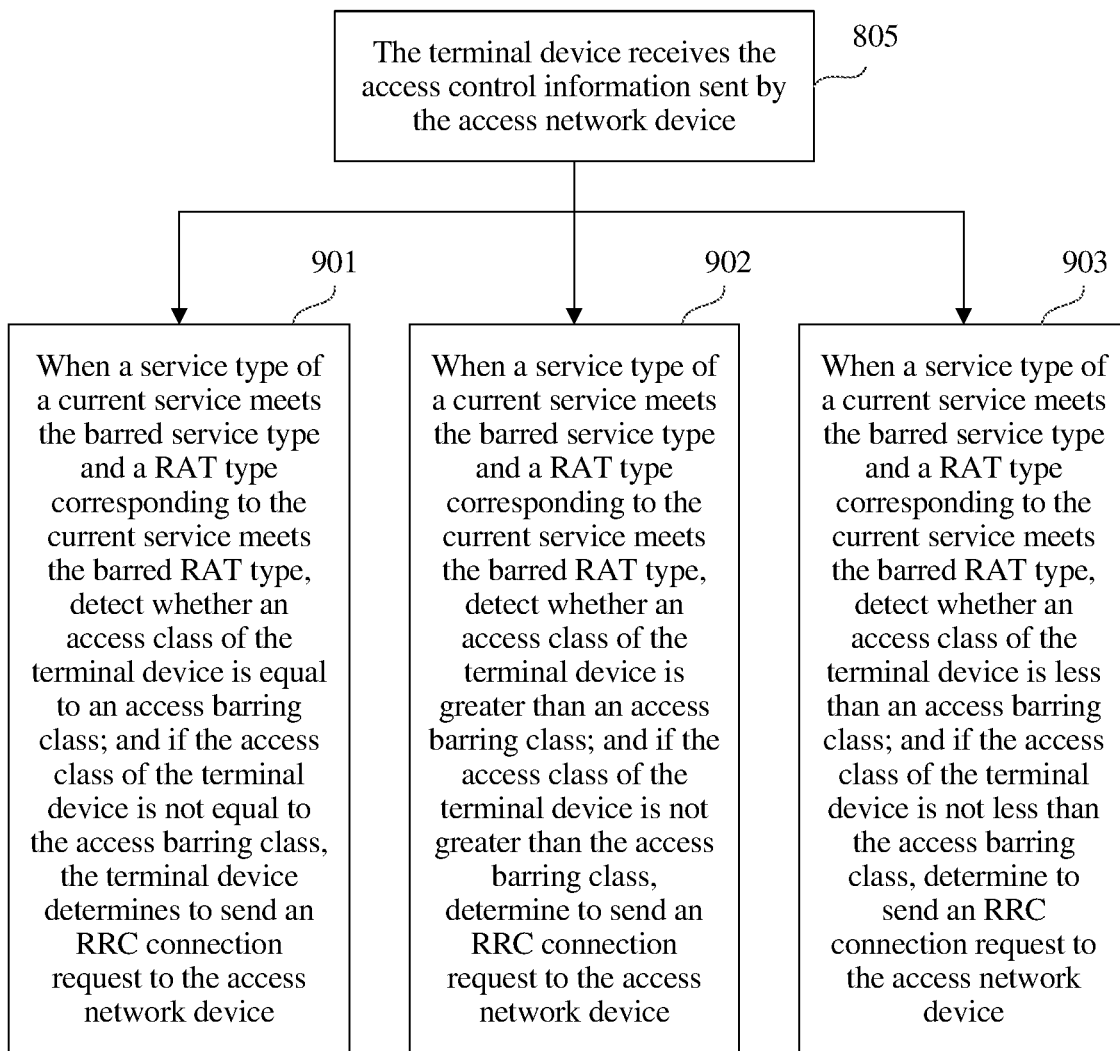 805
The terminal device receives the
access control information sent by
the access network device
901
902
903
When a service type of
a current service meets
the barred service type
and a RAT type
corresponding to the
current service meets
the barred RAT type,
detect whether an
access class of the
terminal device is equal
to an access barring
class; and if the access
class of the terminal
device is not equal to
the access barring class,
the terminal device
determines to send an
RRC connection
request to the access
network device
When a service type of
a current service meets
the barred service type
and a RAT type
corresponding to the
current service meets
the barred RAT type,
detect whether an
access class of the
terminal device is
greater than an access
barring class; and if the
access class of the
terminal device is not
greater than the access
barring class,
determine to send an
RRC connection
request to the access
network device
When a service type of
a current service meets
the barred service type
and a RAT type
corresponding to the
current service meets
the barred RAT type,
detect whether an
access class of the
terminal device is less
than an access barring
class; and if the access
class of the terminal
device is not less than
the access barring
class, determine to
send an RRC
connection request to
the access network
device